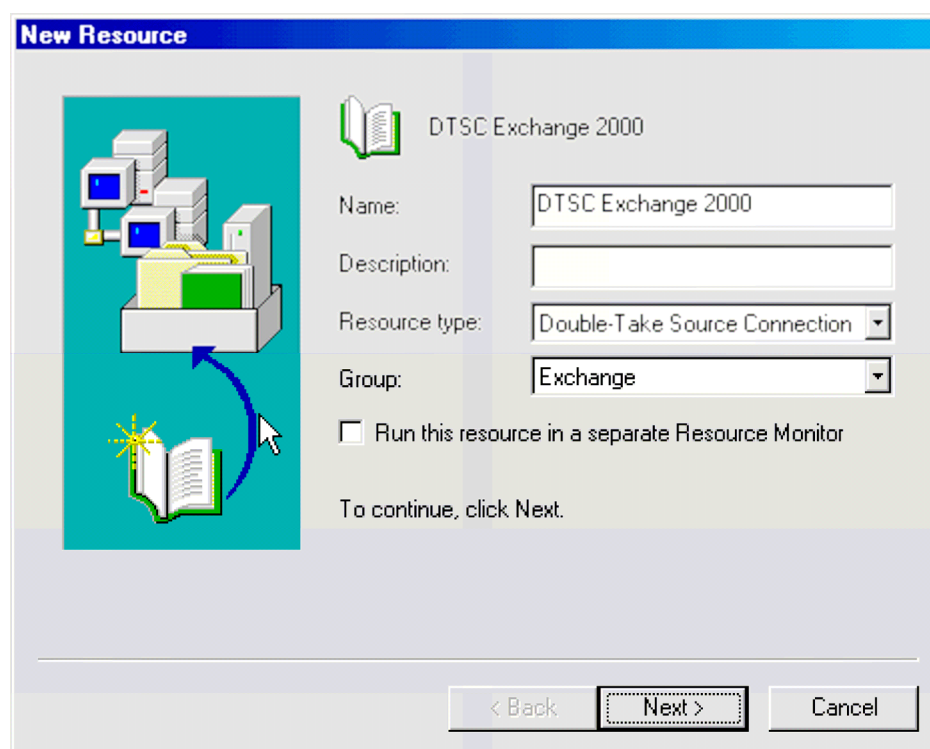 New Resource
DTSC Exchange 2000
Name: DTSC Exchange 2000
Description:
Resource type: Double-Take Source Connection
Group: Exchange
Run this resource in a separate Resource Monitor
To continue, click Next.
< Back Next > Cancel